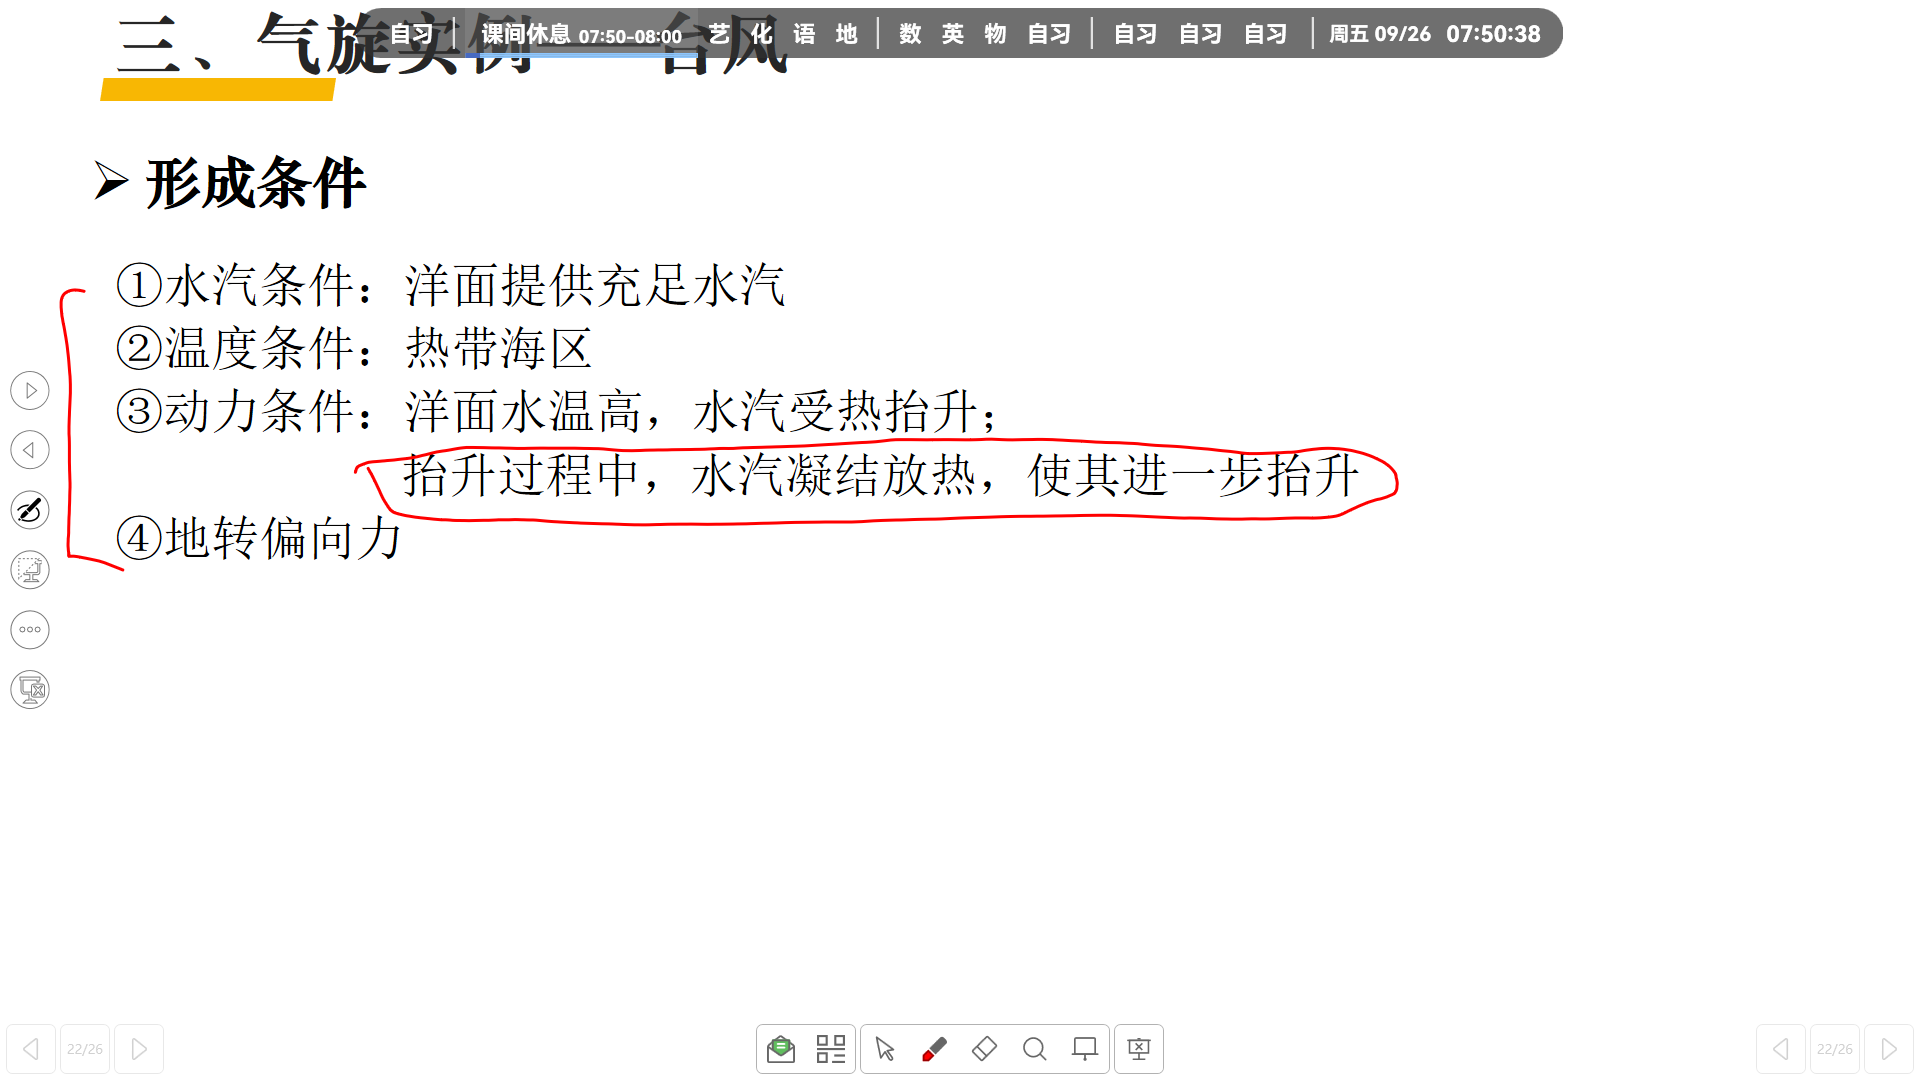 三、气旋实例——台风
自习 课间休息 07:50-08:00 艺 化 语 地 数 英 物 自习 自习 自习 自习 周五 09/26 07:50:38
➢ 形成条件
①水汽条件：洋面提供充足水汽
②温度条件：热带海区
③动力条件：洋面水温高，水汽受热抬升；
抬升过程中，水汽凝结放热，使其进一步抬升
④地转偏向力
22/26
22/26